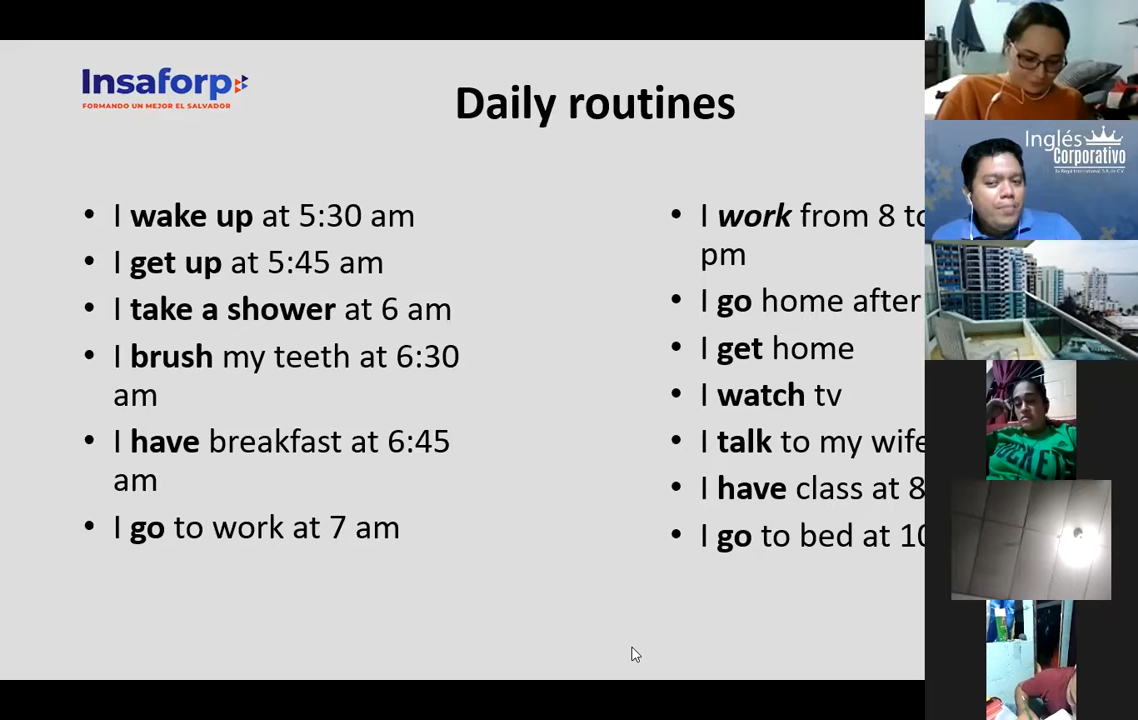 Insaforp
FORMANDO UN MEJOR EL SALVADOR
Daily routines
• I wake up at 5:30 am
• I get up at 5:45 am
• I take a shower at 6 am
• I brush my teeth at 6:30
am
• I have breakfast at 6:45
am
• I go to work at 7 am
• I work from 8 to
pm
• I go home after
• I get home
• I watch tv
• I talk to my wife
• I have class at 8
• I go to bed at 10
Inglés
Corporativo